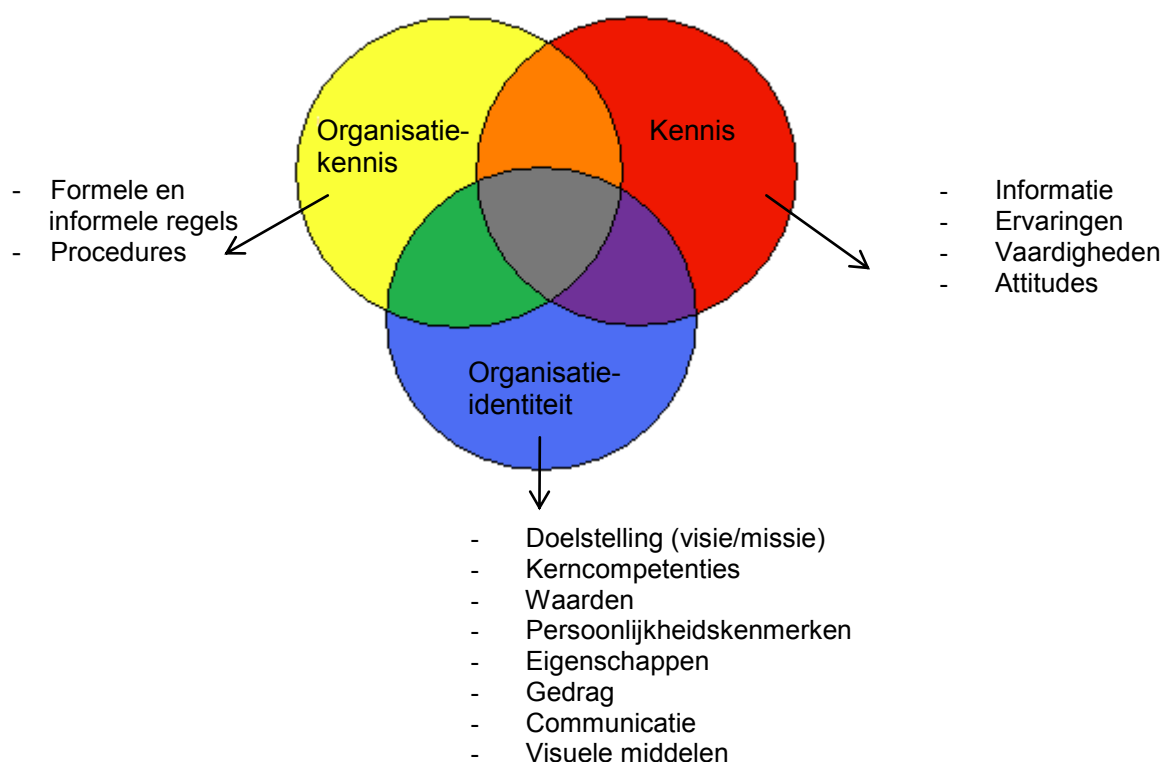 Organisatie-
kennis
Kennis
- Formele en
informele regels
- Procedures
- Informatie
- Ervaringen
- Vaardigheden
- Attitudes
Organisatie-
identiteit
- Doelstelling (visie/missie)
- Kerncompetenties
- Waarden
- Persoonlijkheidskenmerken
- Eigenschappen
- Gedrag
- Communicatie
- Visuele middelen